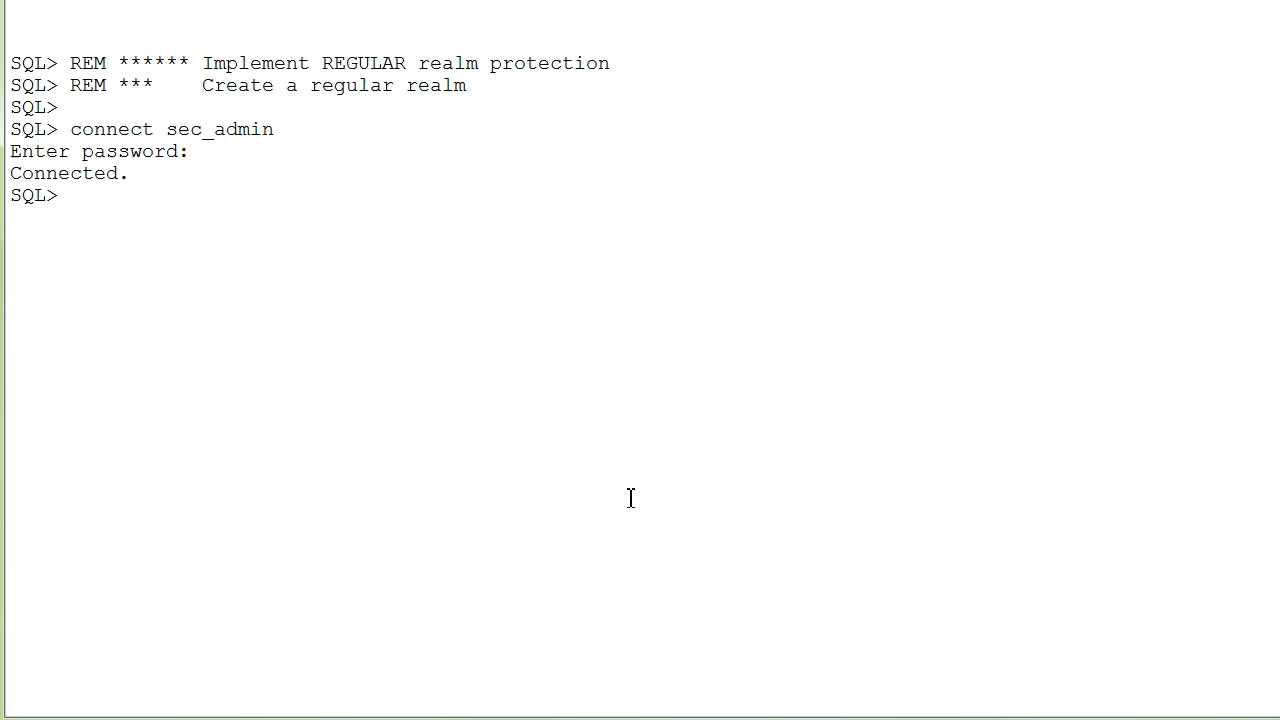 SQL> REM ****** Implement REGULAR realm protection
SQL> REM ***    Create a regular realm
SQL>
SQL> connect sec_admin
Enter password:
Connected.
SQL>